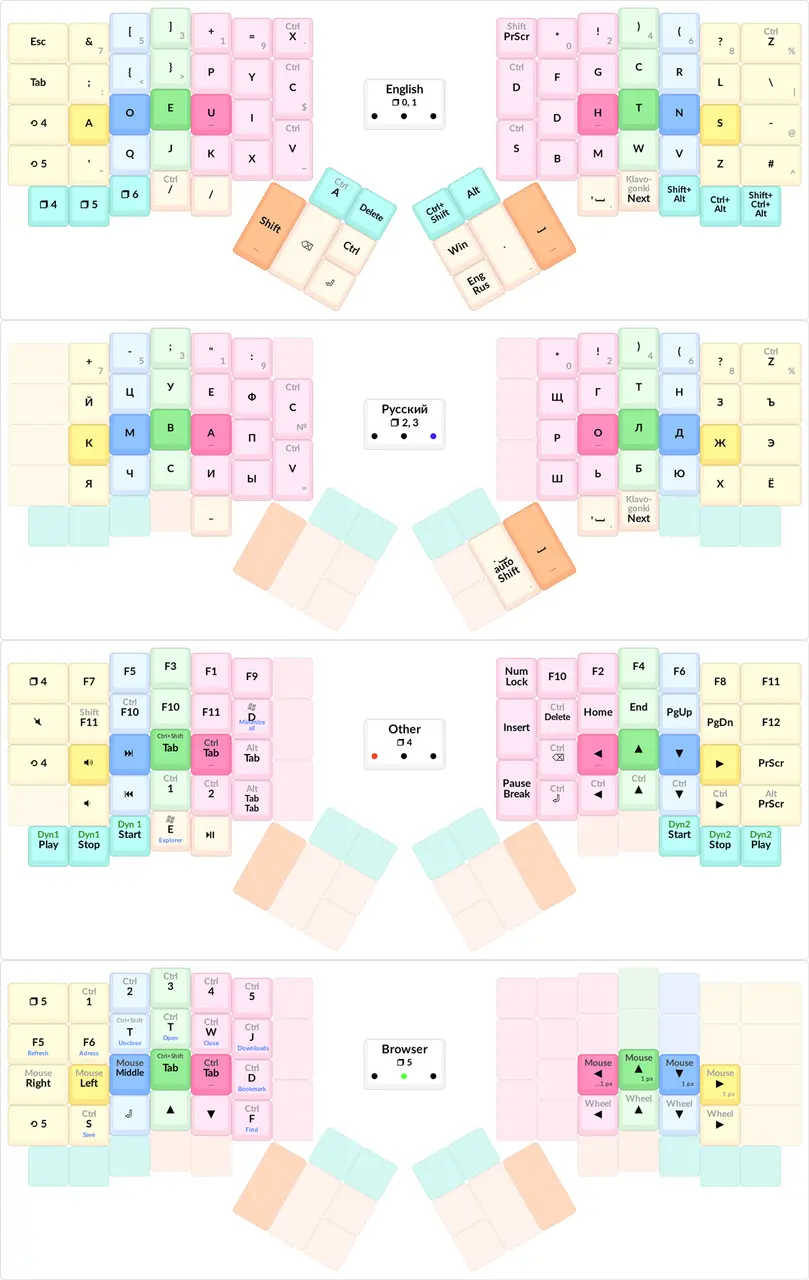 Esc
&
7
[
5
]
3
+
1
=
9
Ctrl
X
.
Shift
PrScr
*
0
!
2
)
4
(
6
?
8
Ctrl
Z
%
Tab
;
:
{
<
}
>
P
Y
Ctrl
C
$
Ctrl
D
F
G
C
R
L
\
|
⟲ 4
A
O
E
U
I
Ctrl
V
_
Ctrl
S
D
H
T
N
S
-
@
⟲ 5
'
"
Q
J
K
X
B
M
W
V
Z
#
^
❐ 4
❐ 5
❐ 6
Ctrl
/
/
English
❐ 0, 1
,
.
Klavo-
gonki
Next
Shift+
Alt
Ctrl+
Alt
Shift+
Ctrl+
Alt
Shift
Ctrl
A
Delete
⌫
Ctrl
⏎
Ctrl+
Shift
Alt
Win
.
Eng
Rus
+
7
-
5
;
3
"
1
:
9
*
0
!
2
)
4
(
6
?
8
Ctrl
Z
%
Й
Ц
У
Е
Ф
Ctrl
C
№
Щ
Г
Т
Н
З
Ъ
К
М
В
А
П
Ctrl
V
=
Р
О
Л
Д
Ж
Э
Я
Ч
С
И
Ы
Ш
Ь
Б
Ю
Х
Ё
-
Русский
❐ 2, 3
,
.
Klavo-
gonki
Next
.
auto
Shift
❐ 4
F7
F5
F3
F1
F9
Num
Lock
F10
F2
F4
F6
F8
F11
Shift
F11
Ctrl
F10
F10
F11
D
Minimize
all
Insert
Ctrl
Delete
Home
End
PgUp
PgDn
F12
⟲ 4
⏭
Ctrl+Shift
Tab
Ctrl
Tab
Alt
Tab
Ctrl
⌫
◀
▲
▼
▶
PrScr
⏮
Ctrl
1
Ctrl
2
Alt
Tab
Tab
Pause
Break
Ctrl
⏎
Ctrl
◀
Ctrl
▲
Ctrl
▼
Ctrl
▶
Alt
PrScr
Dyn1
Play
Dyn1
Stop
Dyn 1
Start
E
Explorer
⏯
Other
❐ 4
Dyn2
Start
Dyn2
Stop
Dyn2
Play
❐ 5
Ctrl
1
Ctrl
2
Ctrl
3
Ctrl
4
Ctrl
5
F5
Refresh
F6
Adress
Ctrl+Shift
T
Unclose
Ctrl
T
Open
Ctrl
W
Close
Ctrl
J
Downloads
Mouse
Right
Mouse
Left
Mouse
Middle
Ctrl+Shift
Tab
Ctrl
Tab
Ctrl
D
Bookmark
Mouse
◀
1 px
Mouse
▲
1 px
Mouse
▼
1 px
Mouse
▶
1 px
⟲ 5
Ctrl
S
Save
⏎
▲
▼
Ctrl
F
Find
Wheel
◀
Wheel
▲
Wheel
▼
Wheel
▶
Browser
❐ 5